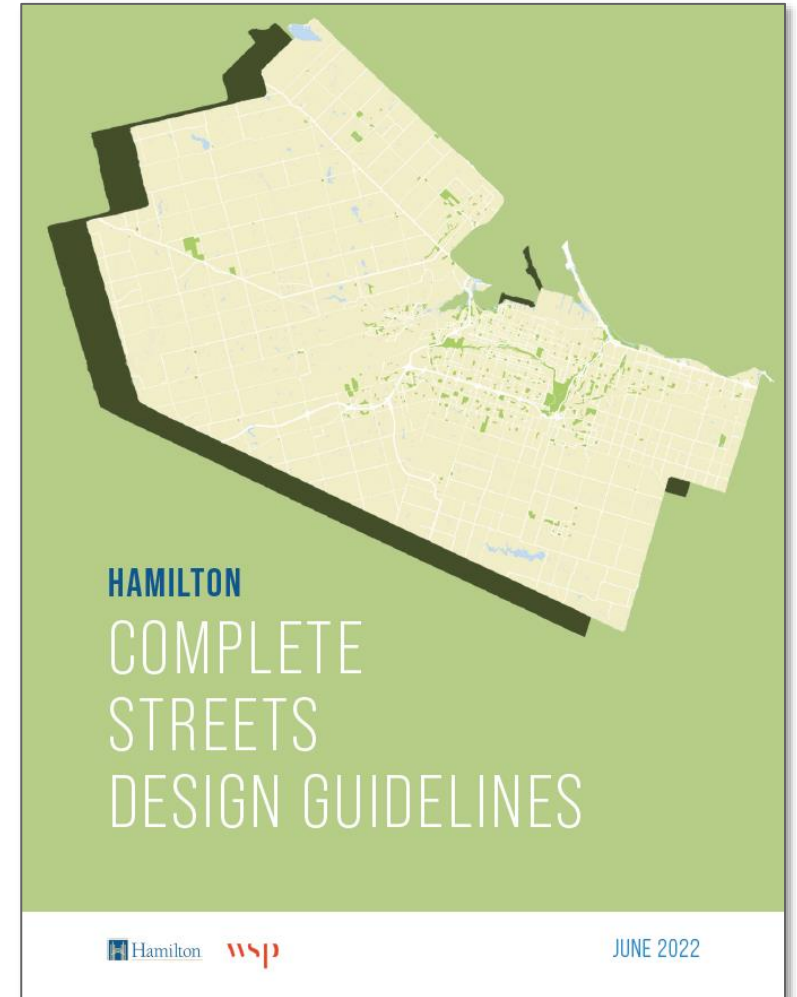 HAMILTON
COMPLETE
STREETS
DESIGN GUIDELINES
Hamilton
wsp
JUNE 2022